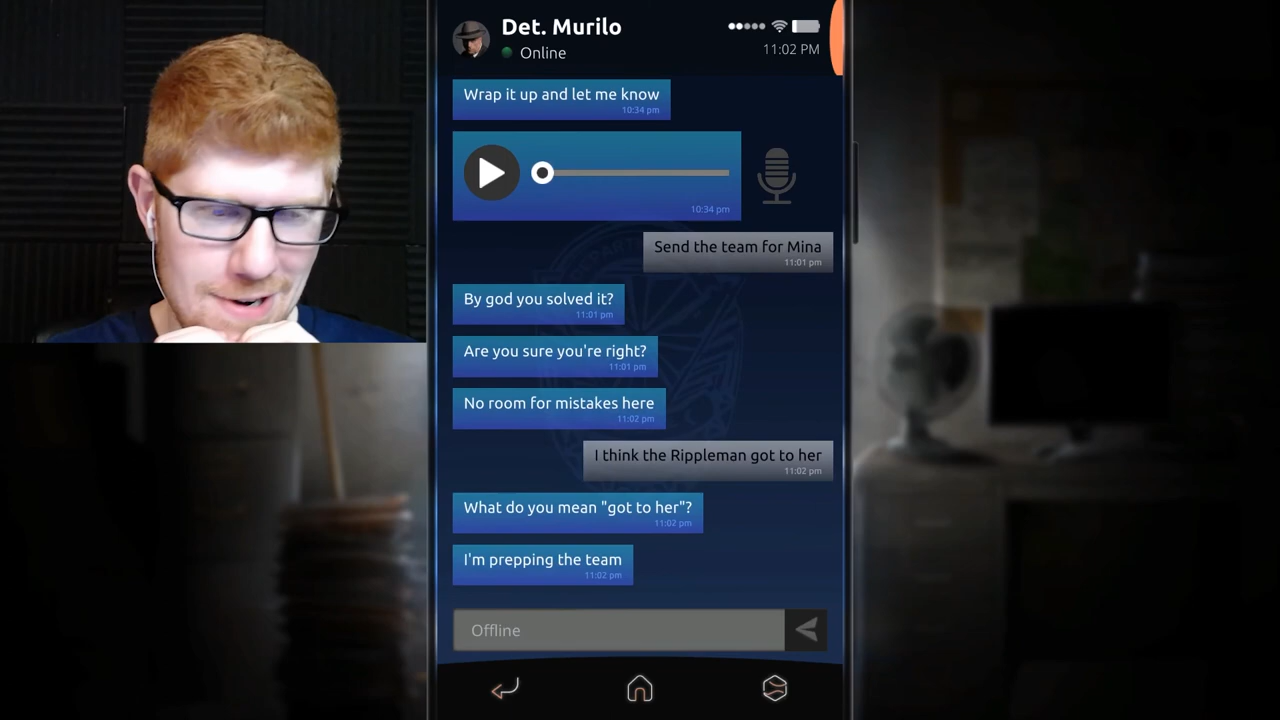 Det. Murilo
Online
11:02 PM
Wrap it up and let me know
10:34 pm
10:34 pm
Send the team for Mina
11:01 pm
By god you solved it?
11:01 pm
Are you sure you're right?
11:01 pm
No room for mistakes here
11:02 pm
I think the Rippleman got to her
11:02 pm
What do you mean "got to her"?
11:02 pm
I'm prepping the team
11:02 pm
Offline